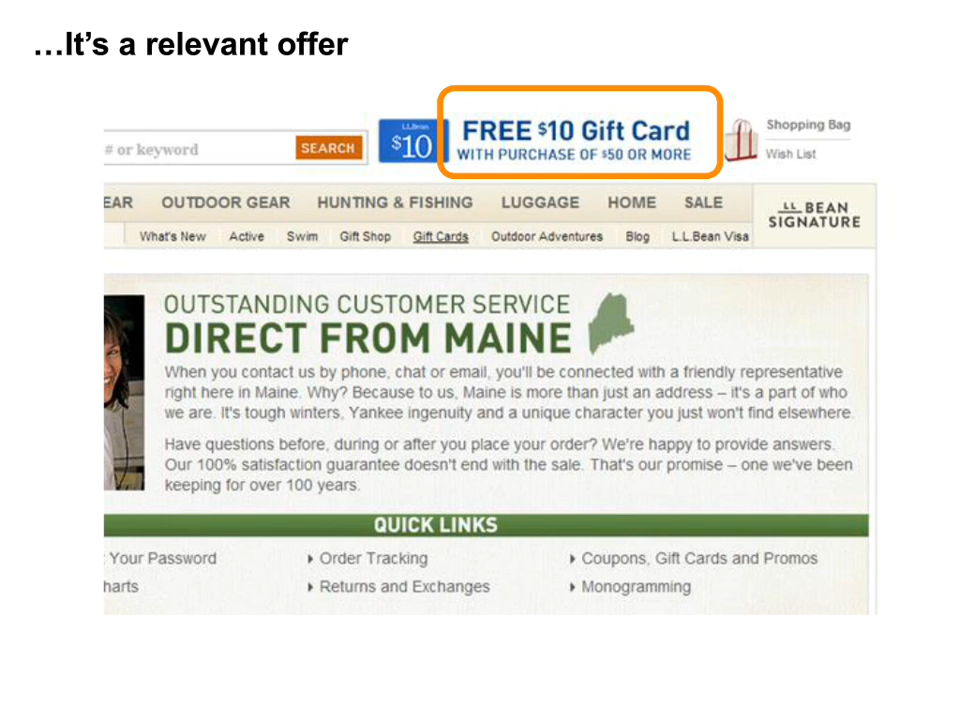 …It’s a relevant offer
# or keyword
SEARCH
L.L.Bean
$10
FREE $10 Gift Card
WITH PURCHASE OF $50 OR MORE
Shopping Bag
Wish List
EAR OUTDOOR GEAR HUNTING & FISHING LUGGAGE HOME SALE
LL BEAN
SIGNATURE
What's New Active Swim Gift Shop Gift Cards Outdoor Adventures Blog L.L.Bean Visa
OUTSTANDING CUSTOMER SERVICE
DIRECT FROM MAINE
When you contact us by phone, chat or email, you'll be connected with a friendly representative
right here in Maine. Why? Because to us, Maine is more than just an address – it's a part of who
we are. It's tough winters, Yankee ingenuity and a unique character you just won't find elsewhere.
Have questions before, during or after you place your order? We're happy to provide answers.
Our 100% satisfaction guarantee doesn't end with the sale. That's our promise – one we've been
keeping for over 100 years.
QUICK LINKS
Your Password Order Tracking Coupons, Gift Cards and Promos
harts Returns and Exchanges Monogramming